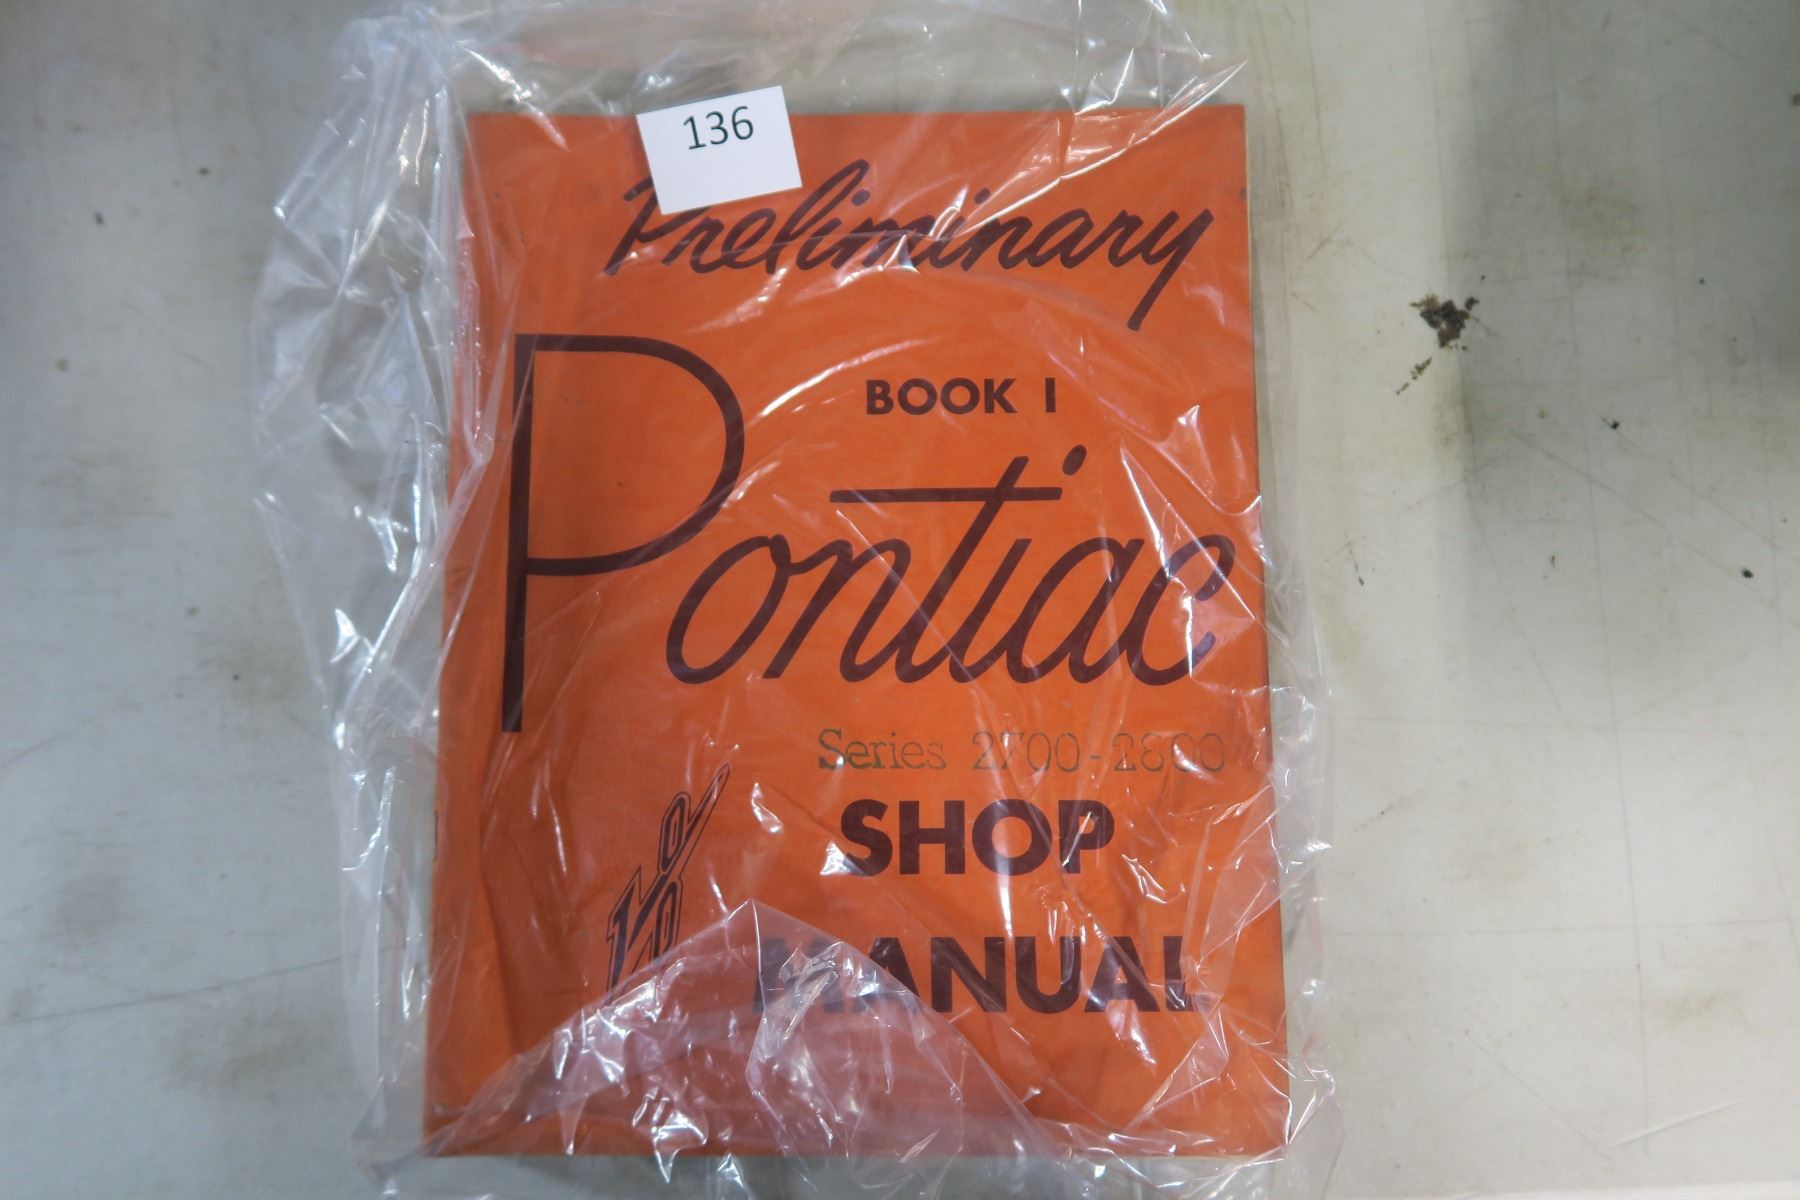 136
Preliminary
BOOK I
Pontiac
Series 2700-2800
SHOP
MANUAL